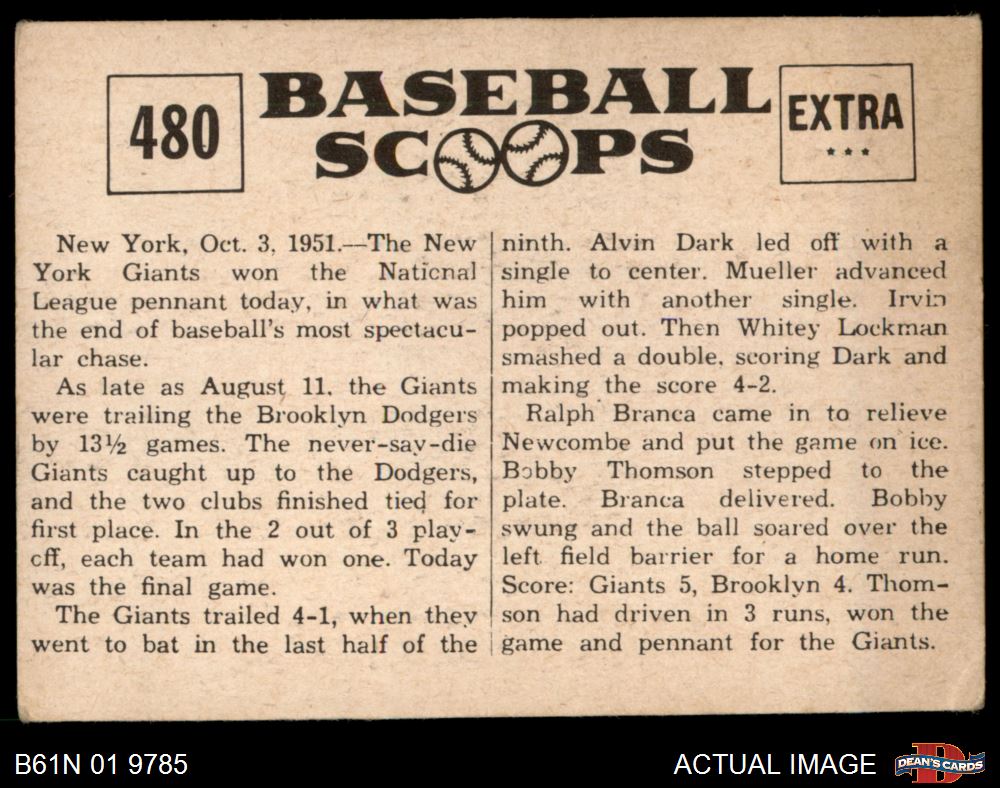 480
BASEBALL
SCOOPS
EXTRA
* * *
New York, Oct. 3, 1951.—The New
York Giants won the National
League pennant today, in what was
the end of baseball's most spectacu-
lar chase.
As late as August 11, the Giants
were trailing the Brooklyn Dodgers
by 13½ games. The never-say-die
Giants caught up to the Dodgers,
and the two clubs finished tied for
first place. In the 2 out of 3 play-
off, each team had won one. Today
was the final game.
The Giants trailed 4-1, when they
went to bat in the last half of the
ninth. Alvin Dark led off with a
single to center. Mueller advanced
him with another single. Irvin
popped out. Then Whitey Lockman
smashed a double, scoring Dark and
making the score 4-2.
Ralph Branca came in to relieve
Newcombe and put the game on ice.
Bobby Thomson stepped to the
plate. Branca delivered. Bobby
swung and the ball soared over the
left field barrier for a home run.
Score: Giants 5, Brooklyn 4. Thom-
son had driven in 3 runs, won the
game and pennant for the Giants.
B61N 01 9785
ACTUAL IMAGE
D
DEAN'S CARDS